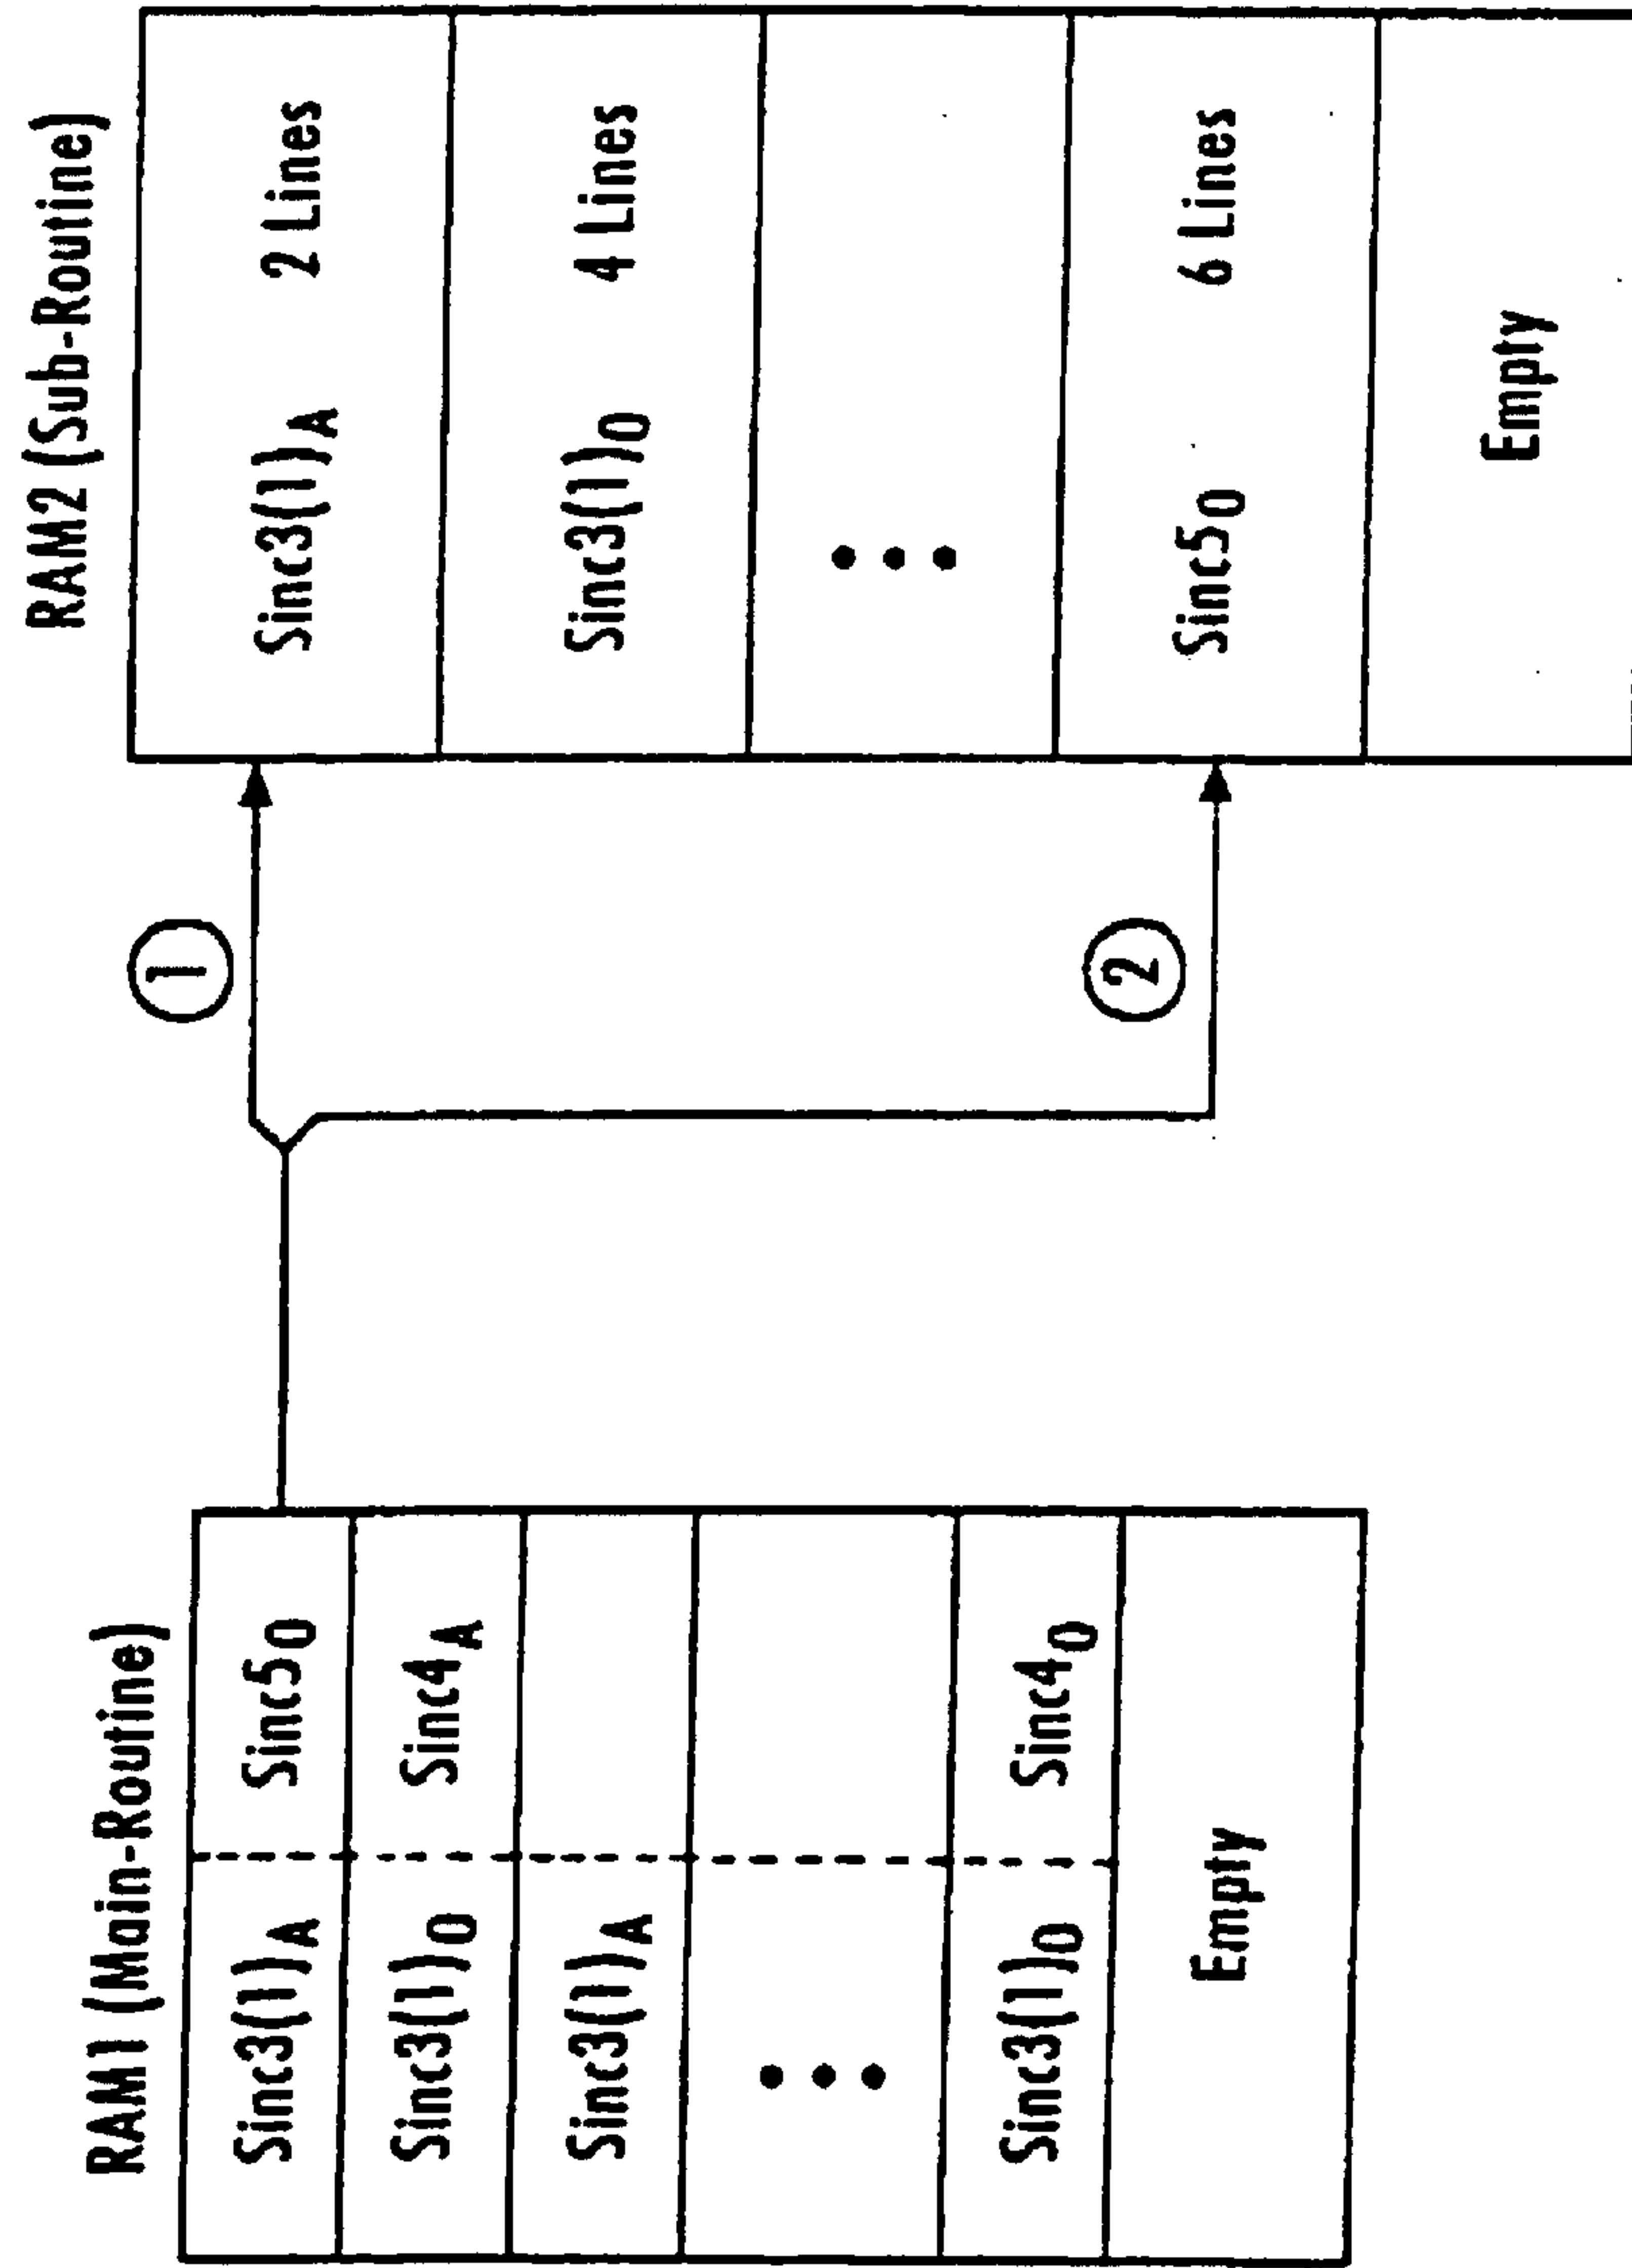 RAM1 (Main-Routine)
Sinc3(1)A Sinc5O
Sinc3(1)O Sinc4A
Sinc3(1)A
Sinc3(1)O Sinc4O
Empty
1
2
RAM2 (Sub-Routine)
Sinc3(1)A 2 Lines
Sinc3(1)O 4 Lines
Sinc5O 6 Lines
Empty